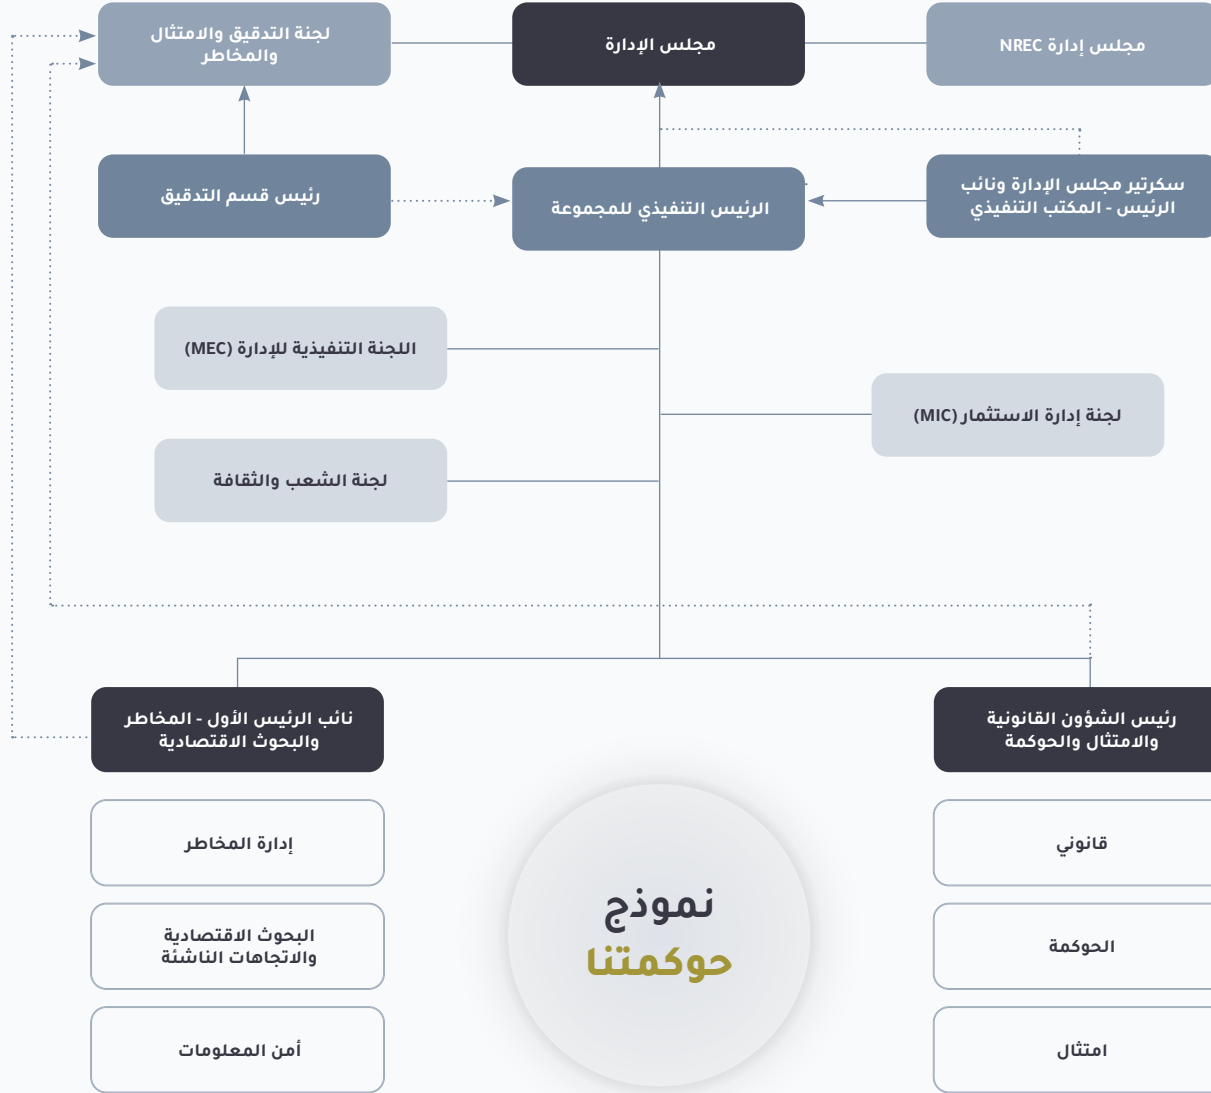 مجلس إدارة NREC
مجلس الإدارة
لجنة التدقيق والامتثال
والمخاطر
سكرتير مجلس الإدارة ونائب
الرئيس - المكتب التنفيذي
الرئيس التنفيذي للمجموعة
رئيس قسم التدقيق
اللجنة التنفيذية للإدارة (MEC)
لجنة إدارة الاستثمار (MIC)
لجنة الشعب والثقافة
رئيس الشؤون القانونية
والامتثال والحوكمة
قانوني
الحوكمة
امتثال
نموذج
حوكمتنا
نائب الرئيس الأول - المخاطر
والبحوث الاقتصادية
إدارة المخاطر
البحوث الاقتصادية
والاتجاهات الناشئة
أمن المعلومات